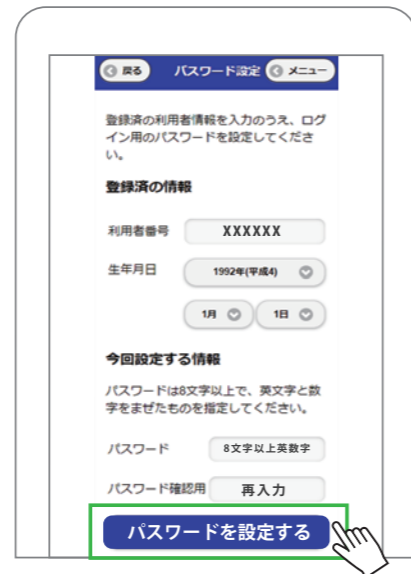 戻る パスワード設定 メニュー
登録済の利用者情報を入力のうえ、ログ
イン用のパスワードを設定してくださ
い。
登録済の情報
利用者番号 XXXXXX
生年月日 1992年(平成4)
1月 1日
今回設定する情報
パスワードは8文字以上で、英文字と数
字をまぜたものを指定してください。
パスワード 8文字以上英数字
パスワード確認用 再入力
パスワードを設定する